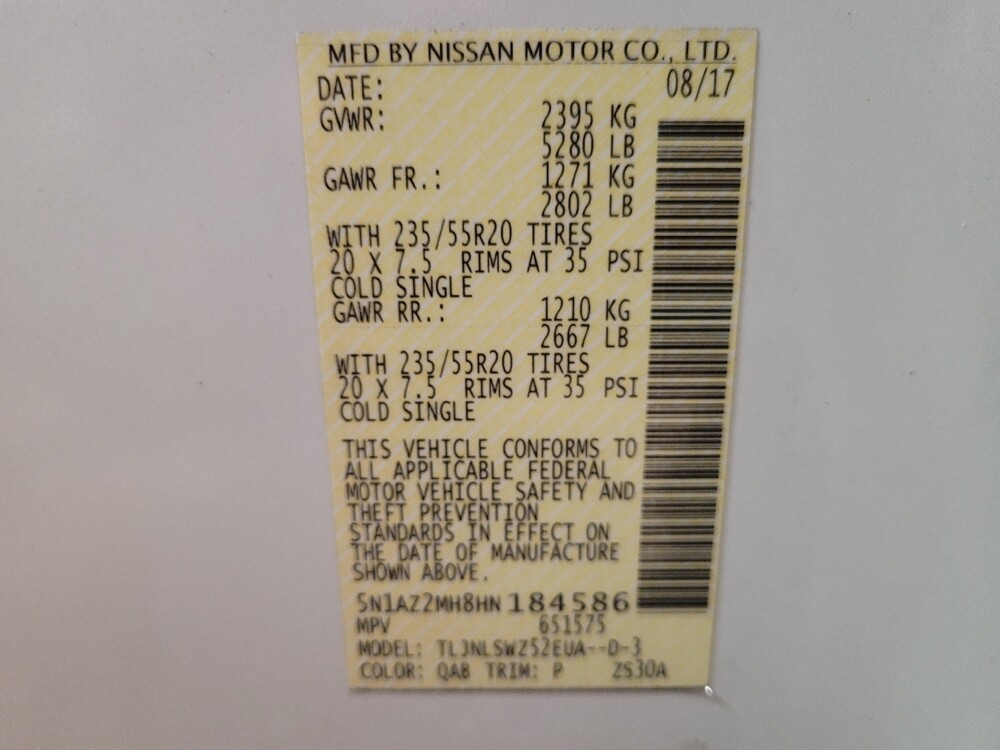 MFD BY NISSAN MOTOR CO., LTD.
DATE: 08/17
GVWR: 2395 KG
5280 LB
GAWR FR.: 1271 KG
2802 LB
WITH 235/55R20 TIRES
20 X 7.5 RIMS AT 35 PSI
COLD SINGLE
GAWR RR.: 1210 KG
2667 LB
WITH 235/55R20 TIRES
20 X 7.5 RIMS AT 35 PSI
COLD SINGLE
THIS VEHICLE CONFORMS TO
ALL APPLICABLE FEDERAL
MOTOR VEHICLE SAFETY AND
THEFT PREVENTION
STANDARDS IN EFFECT ON
THE DATE OF MANUFACTURE
SHOWN ABOVE.
5N1AZ2MH8HN184586
MPV 651575
MODEL: TLJNLSWZ52EUA--D-3
COLOR: QAB TRIM: P ZS30A